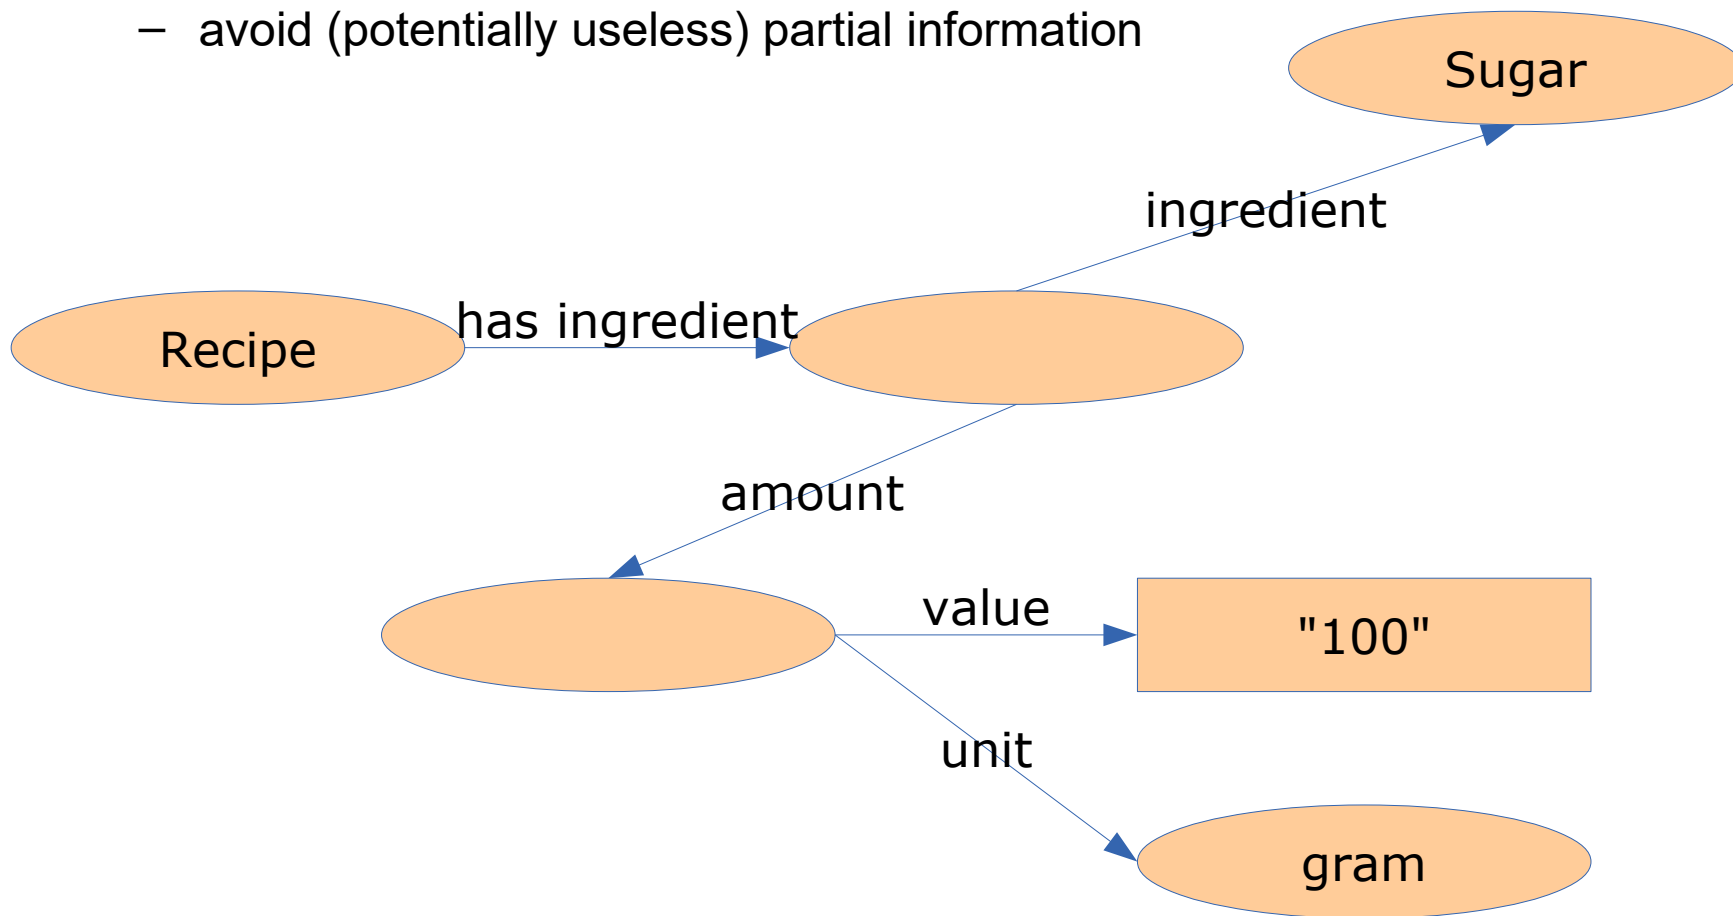 – avoid (potentially useless) partial information
Sugar
ingredient
has ingredient
Recipe
amount
value
"100"
unit
gram